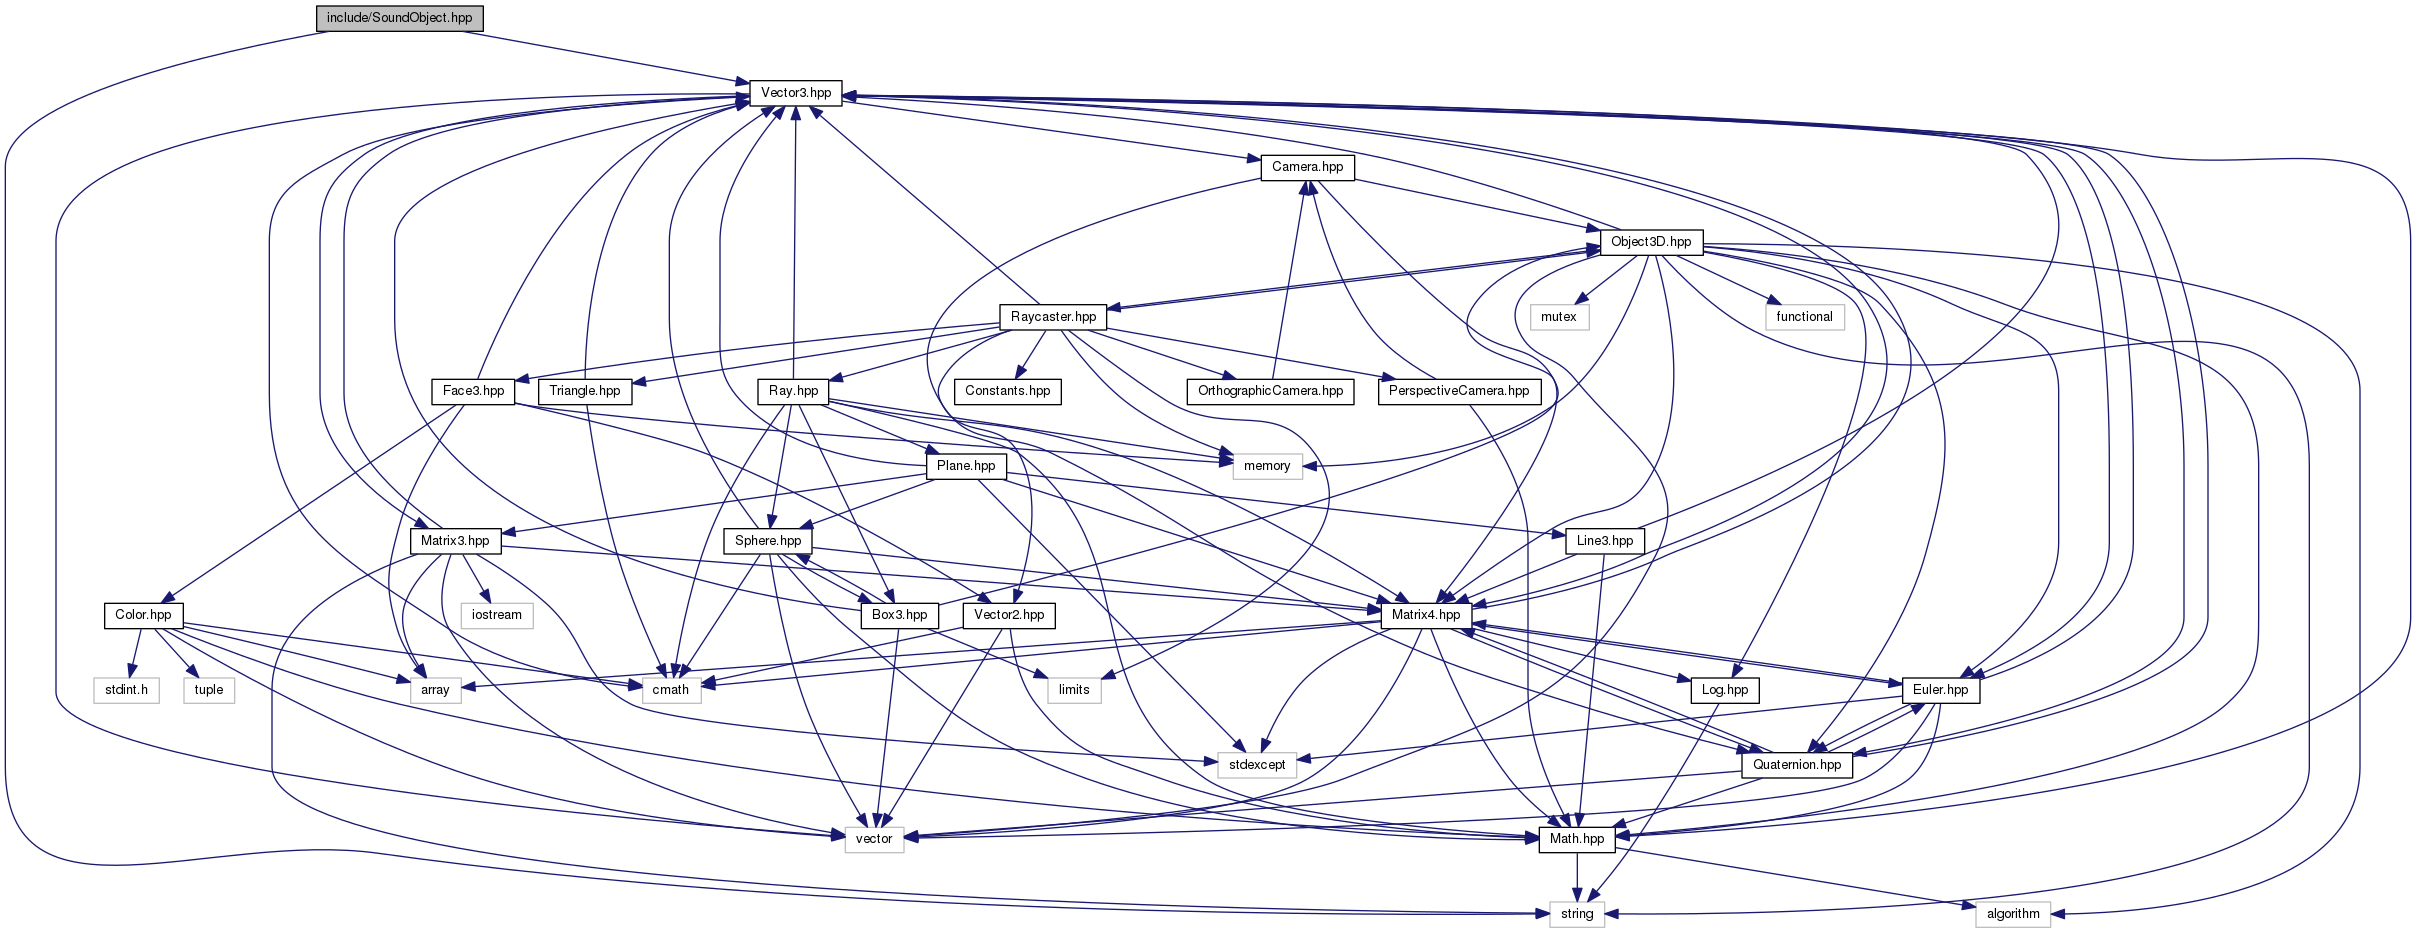 include/SoundObject.hpp
Vector3.hpp
Camera.hpp
Object3D.hpp
Raycaster.hpp
mutex
functional
Face3.hpp
Triangle.hpp
Ray.hpp
Constants.hpp
OrthographicCamera.hpp
PerspectiveCamera.hpp
Plane.hpp
memory
Matrix3.hpp
Sphere.hpp
Line3.hpp
Color.hpp
iostream
Box3.hpp
Vector2.hpp
Matrix4.hpp
stdint.h
tuple
array
cmath
limits
Log.hpp
Euler.hpp
stdexcept
Quaternion.hpp
vector
Math.hpp
string
algorithm